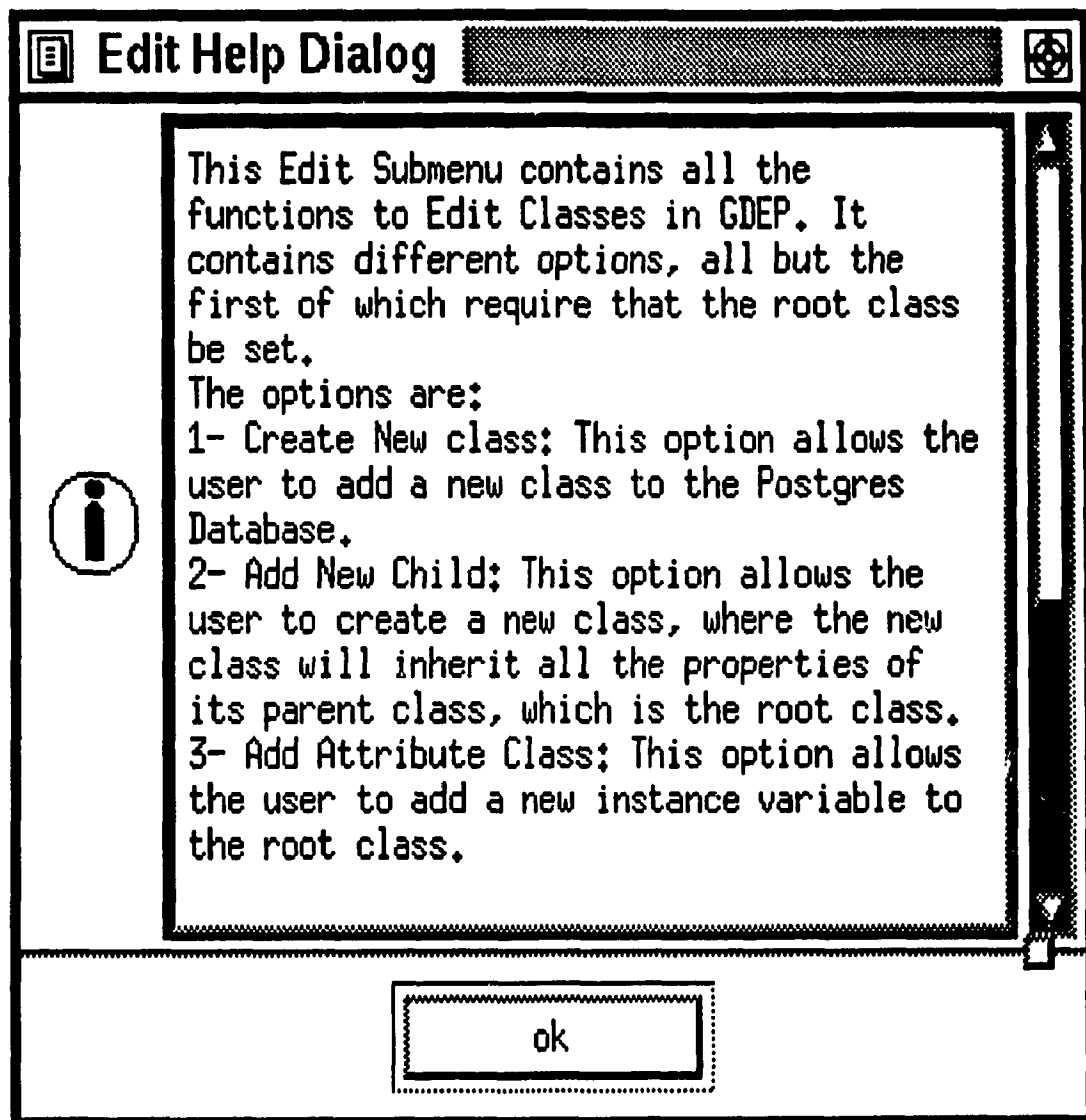 Edit Help Dialog
This Edit Submenu contains all the
functions to Edit Classes in GDEP. It
contains different options, all but the
first of which require that the root class
be set.
The options are:
1- Create New class: This option allows the
user to add a new class to the Postgres
Database.
2- Add New Child: This option allows the
user to create a new class, where the new
class will inherit all the properties of
its parent class, which is the root class.
3- Add Attribute Class: This option allows
the user to add a new instance variable to
the root class.
ok